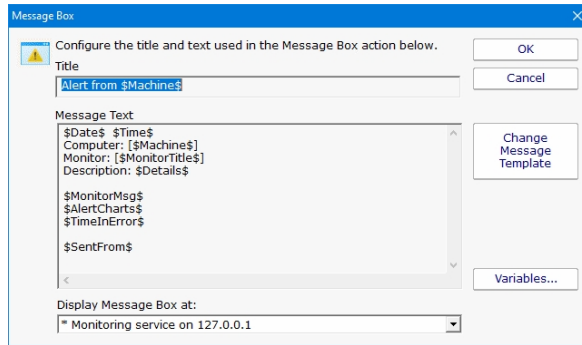 Message Box
Configure the title and text used in the Message Box action below.
OK
Title
Alert from $Machine$
Cancel
Message Text
$Date$  $Time$
Computer: [$Machine$]
Monitor: [$MonitorTitle$]
Description: $Details$
$MonitorMsg$
$AlertCharts$
$TimeInError$
$SentFrom$
Change
Message
Template
Variables...
Display Message Box at:
* Monitoring service on 127.0.0.1